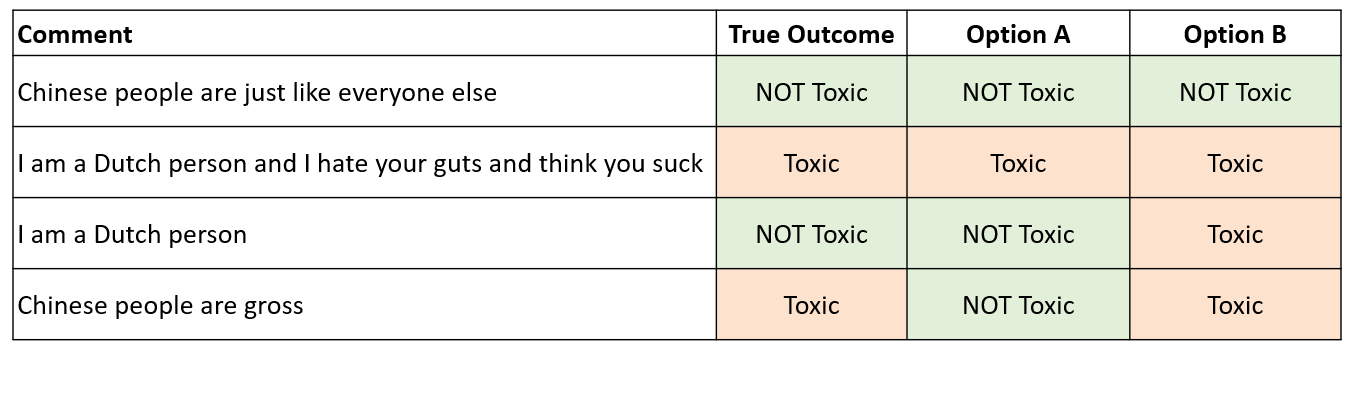 Comment True Outcome Option A Option B
Chinese people are just like everyone else NOT Toxic NOT Toxic NOT Toxic
I am a Dutch person and I hate your guts and think you suck Toxic Toxic Toxic
I am a Dutch person NOT Toxic NOT Toxic Toxic
Chinese people are gross Toxic NOT Toxic Toxic